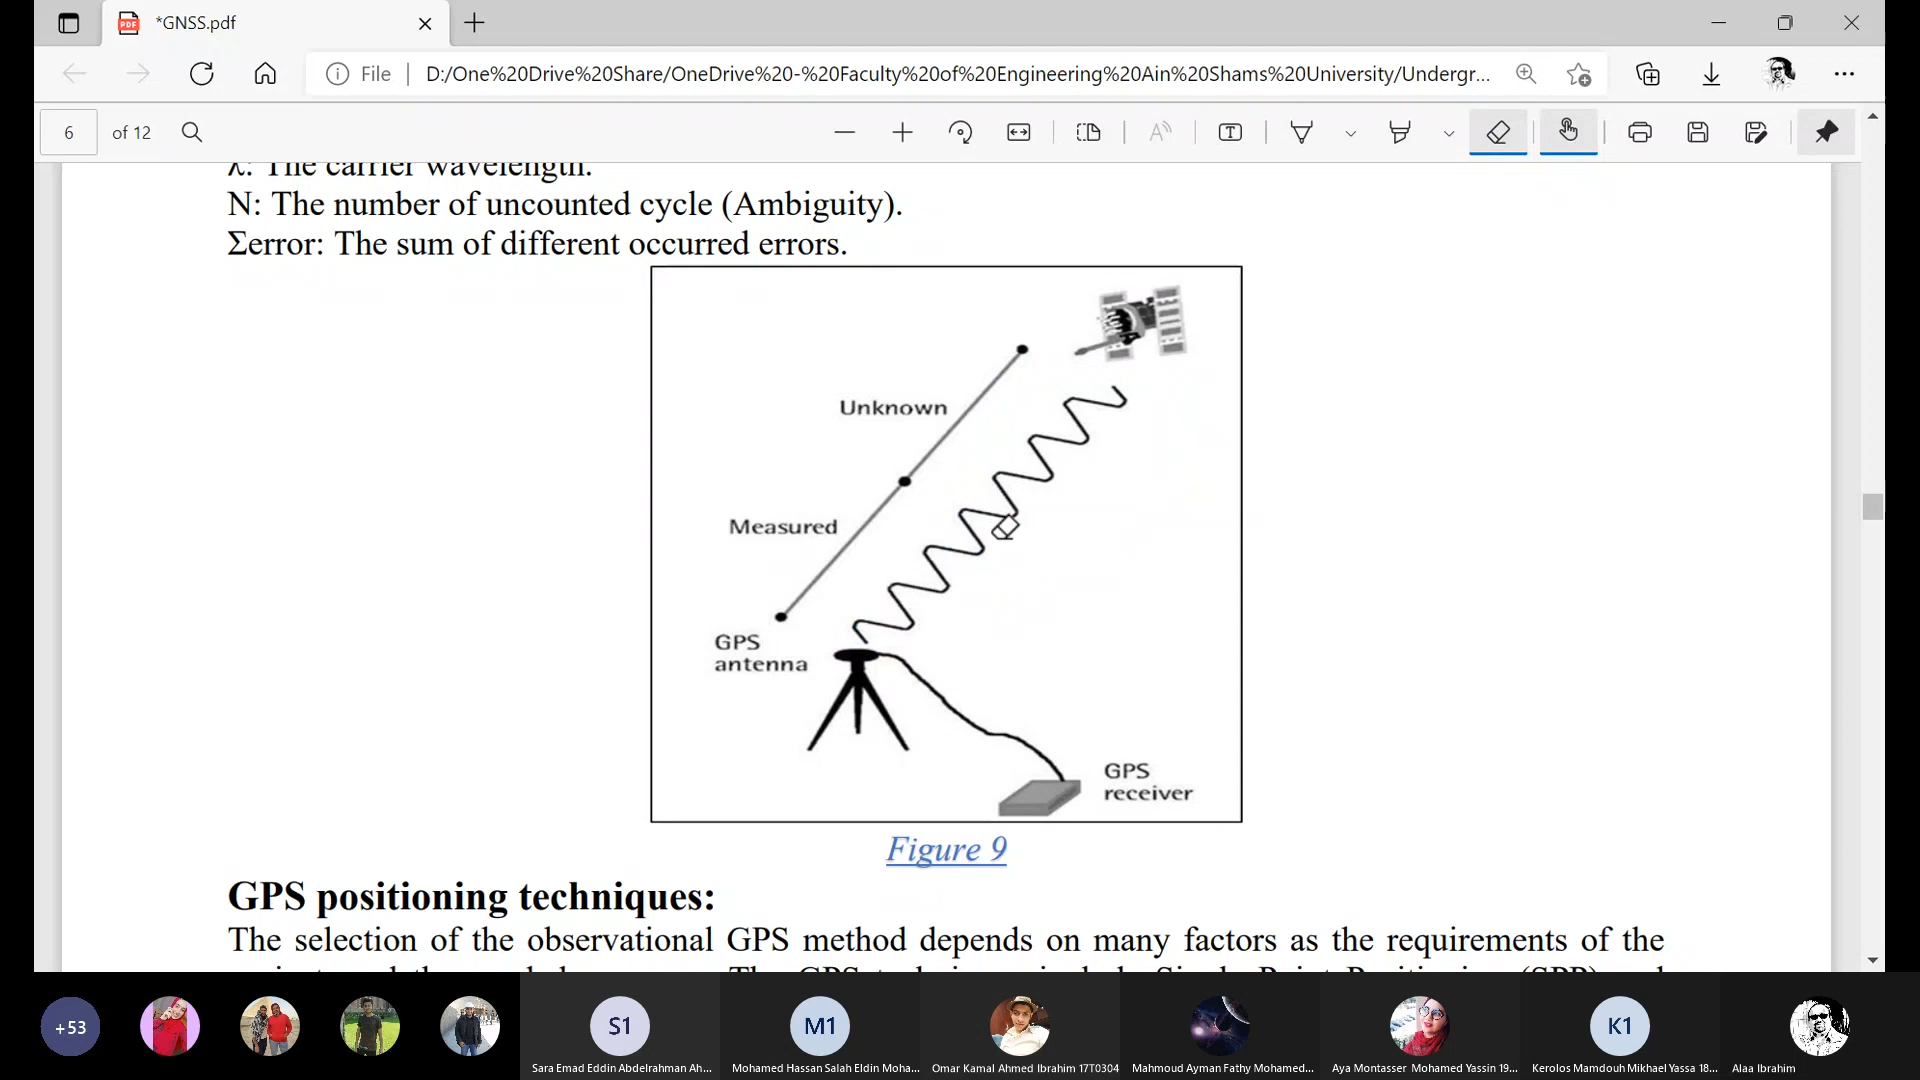 *GNSS.pdf
File
D:/One%20Drive%20Share/OneDrive%20-%20Faculty%20of%20Engineering%20Ain%20Shams%20University/Undergr...
6 of 12
λ: The carrier wavelength.
N: The number of uncounted cycle (Ambiguity).
Σerror: The sum of different occurred errors.
Unknown
Measured
GPS
antenna
GPS
receiver
Figure 9
GPS positioning techniques:
The selection of the observational GPS method depends on many factors as the requirements of the
+53
S1
M1
K1
Sara Emad Eddin Abdelrahman Ah...
Mohamed Hassan Salah Eldin Moha...
Omar Kamal Ahmed Ibrahim 17T0304
Mahmoud Ayman Fathy Mohamed...
Aya Montasser Mohamed Yassin 19...
Kerolos Mamdouh Mikhael Yassa 18...
Alaa Ibrahim